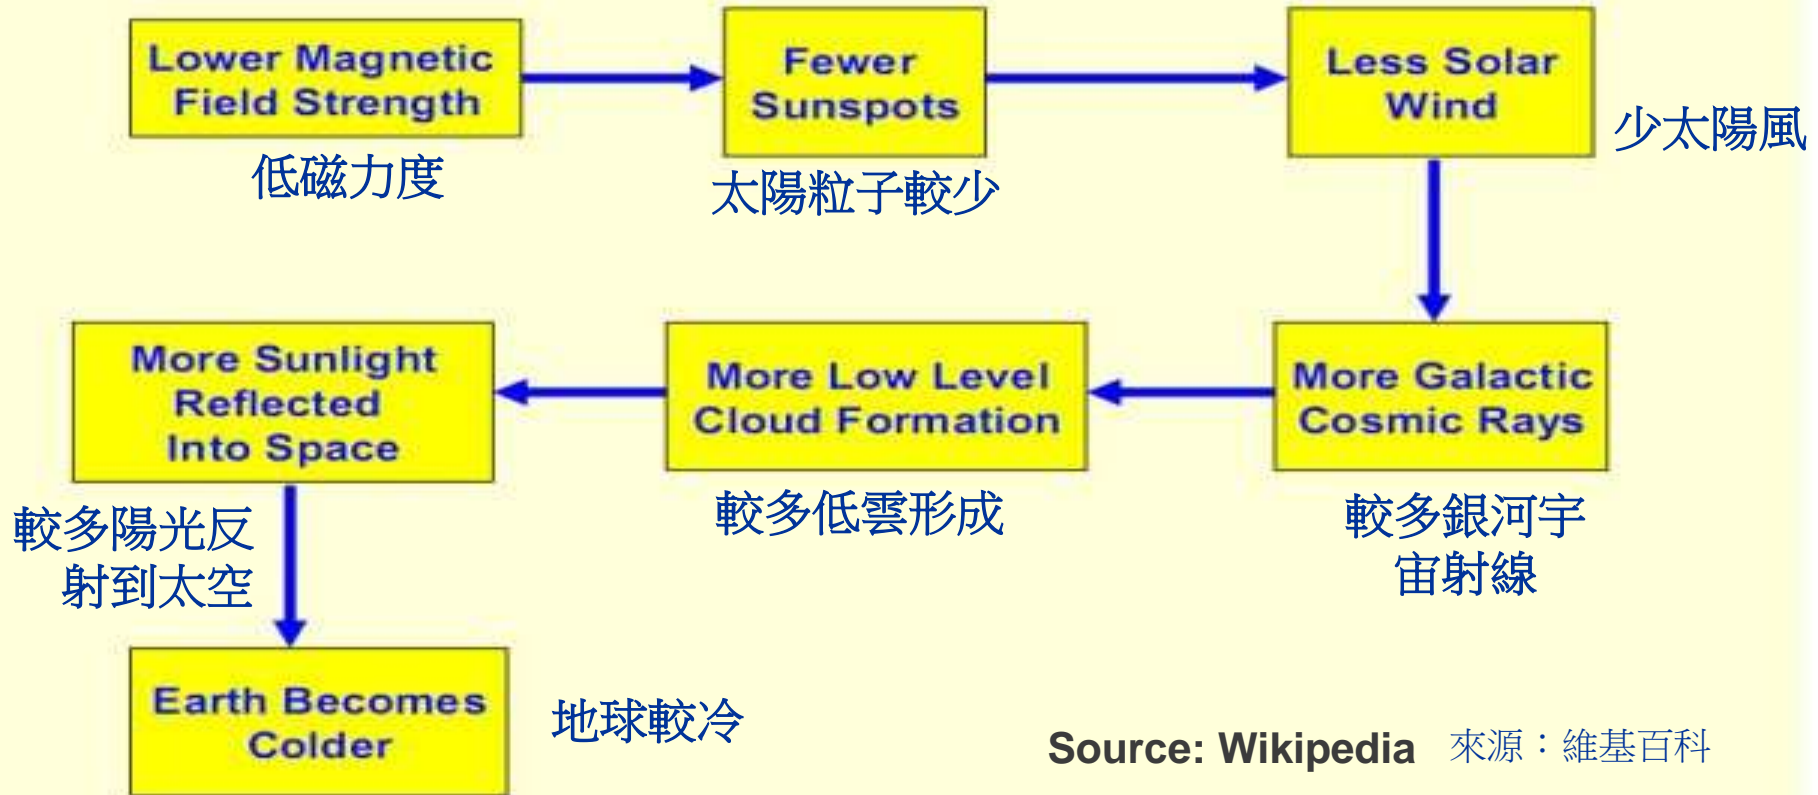 Lower Magnetic
Field Strength
低磁力度
Fewer
Sunspots
太陽粒子較少
Less Solar
Wind
少太陽風
More Galactic
Cosmic Rays
較多銀河宇
宙射線
More Low Level
Cloud Formation
較多低雲形成
More Sunlight
Reflected
Into Space
較多陽光反
射到太空
Earth Becomes
Colder
地球較冷
Source: Wikipedia 來源：維基百科